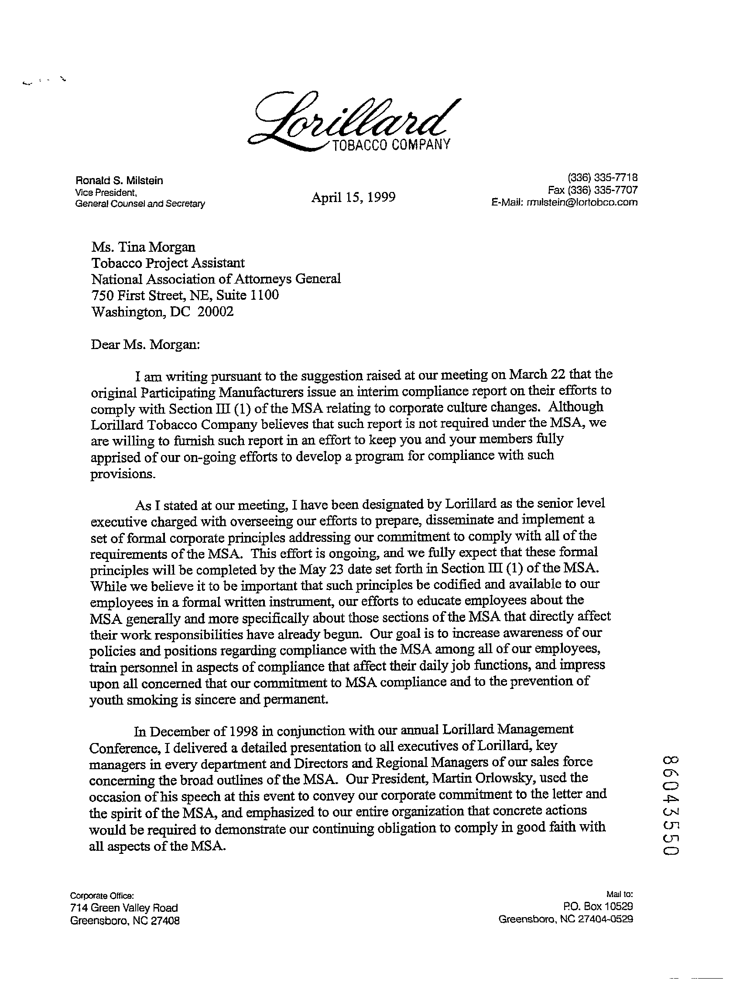 Lorillard
TOBACCO COMPANY
Ronald S. Milstein
Vice President,
General Counsel and Secretary
April 15, 1999
(336) 335-7718
Fax (336) 335-7707
E-Mail: rmilstein@lortobco.com
Ms. Tina Morgan
Tobacco Project Assistant
National Association of Attorneys General
750 First Street, NE, Suite 1100
Washington, DC 20002
Dear Ms. Morgan:
I am writing pursuant to the suggestion raised at our meeting on March 22 that the
original Participating Manufacturers issue an interim compliance report on their efforts to
comply with Section III (1) of the MSA relating to corporate culture changes. Although
Lorillard Tobacco Company believes that such report is not required under the MSA, we
are willing to furnish such report in an effort to keep you and your members fully
apprised of our on-going efforts to develop a program for compliance with such
provisions.
As I stated at our meeting, I have been designated by Lorillard as the senior level
executive charged with overseeing our efforts to prepare, disseminate and implement a
set of formal corporate principles addressing our commitment to comply with all of the
requirements of the MSA. This effort is ongoing, and we fully expect that these formal
principles will be completed by the May 23 date set forth in Section III (1) of the MSA.
While we believe it to be important that such principles be codified and available to our
employees in a formal written instrument, our efforts to educate employees about the
MSA generally and more specifically about those sections of the MSA that directly affect
their work responsibilities have already begun. Our goal is to increase awareness of our
policies and positions regarding compliance with the MSA among all of our employees,
train personnel in aspects of compliance that affect their daily job functions, and impress
upon all concerned that our commitment to MSA compliance and to the prevention of
youth smoking is sincere and permanent.
In December of 1998 in conjunction with our annual Lorillard Management
Conference, I delivered a detailed presentation to all executives of Lorillard, key
managers in every department and Directors and Regional Managers of our sales force
concerning the broad outlines of the MSA. Our President, Martin Orlowsky, used the
occasion of his speech at this event to convey our corporate commitment to the letter and
the spirit of the MSA, and emphasized to our entire organization that concrete actions
would be required to demonstrate our continuing obligation to comply in good faith with
all aspects of the MSA.
86043550
Corporate Office:
714 Green Valley Road
Greensboro, NC 27408
Mail to:
P.O. Box 10529
Greensboro, NC 27404-0529